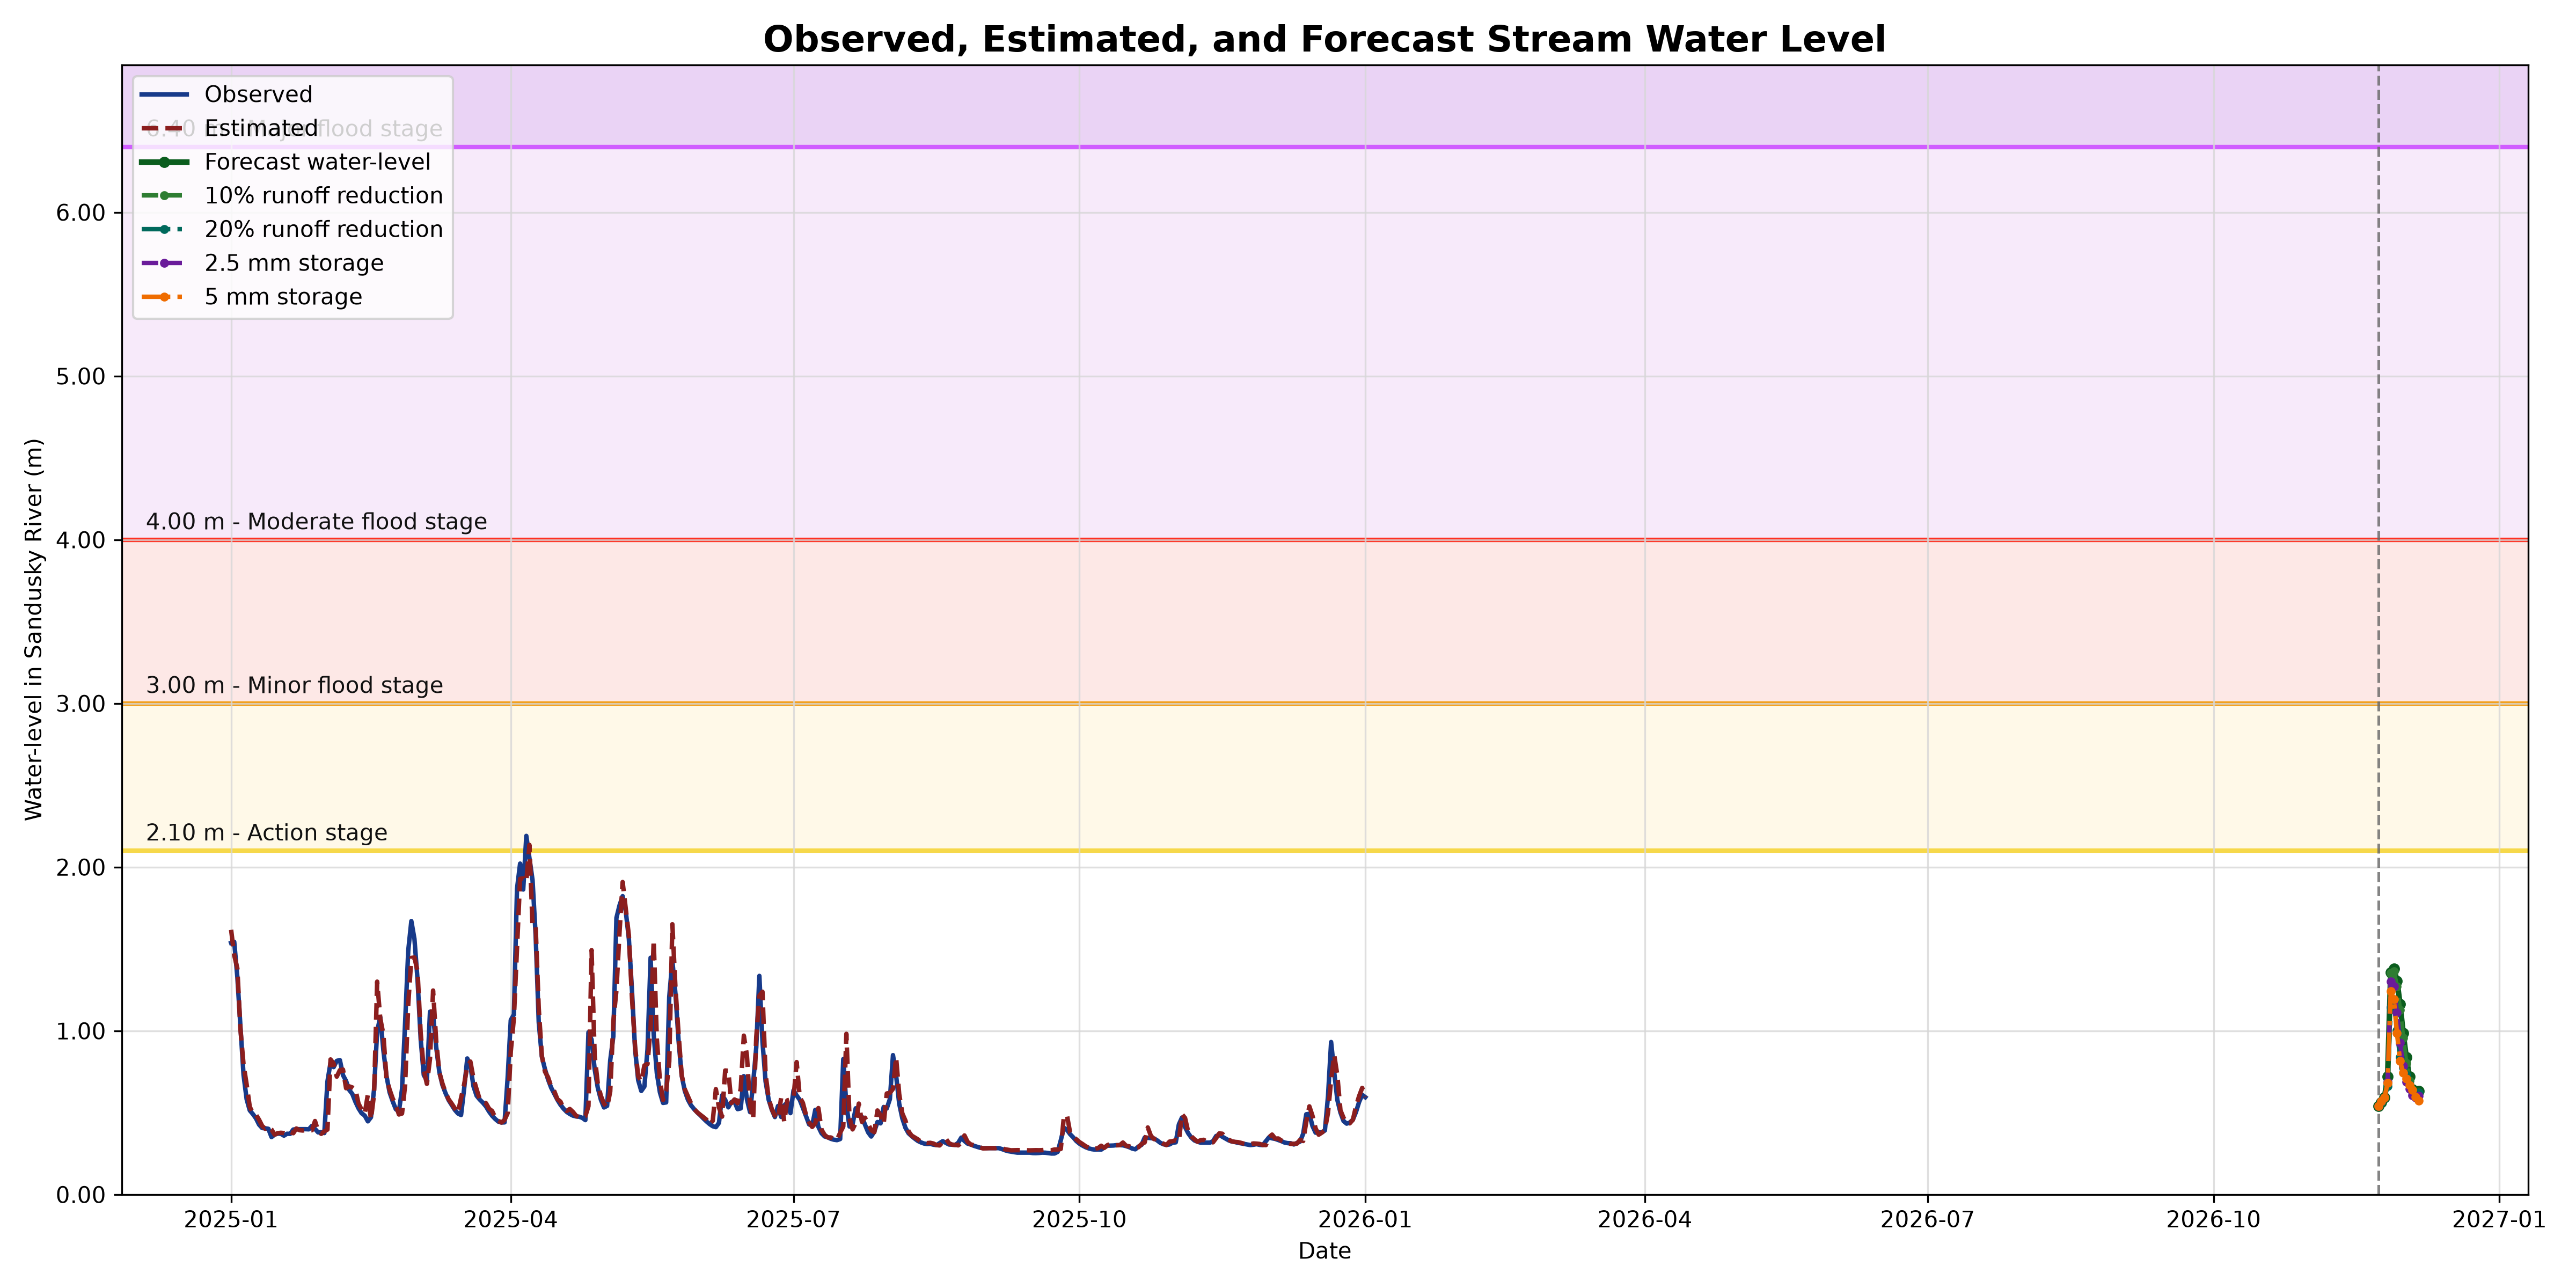 Observed, Estimated, and Forecast Stream Water Level
Observed
Estimated
6.40 m - Major flood stage
Forecast water-level
10% runoff reduction
20% runoff reduction
2.5 mm storage
5 mm storage
6.00
5.00
4.00 m - Moderate flood stage
4.00
3.00 m - Minor flood stage
3.00
2.10 m - Action stage
2.00
1.00
0.00
Water-level in Sandusky River (m)
2025-01
2025-04
2025-07
2025-10
2026-01
2026-04
2026-07
2026-10
2027-01
Date